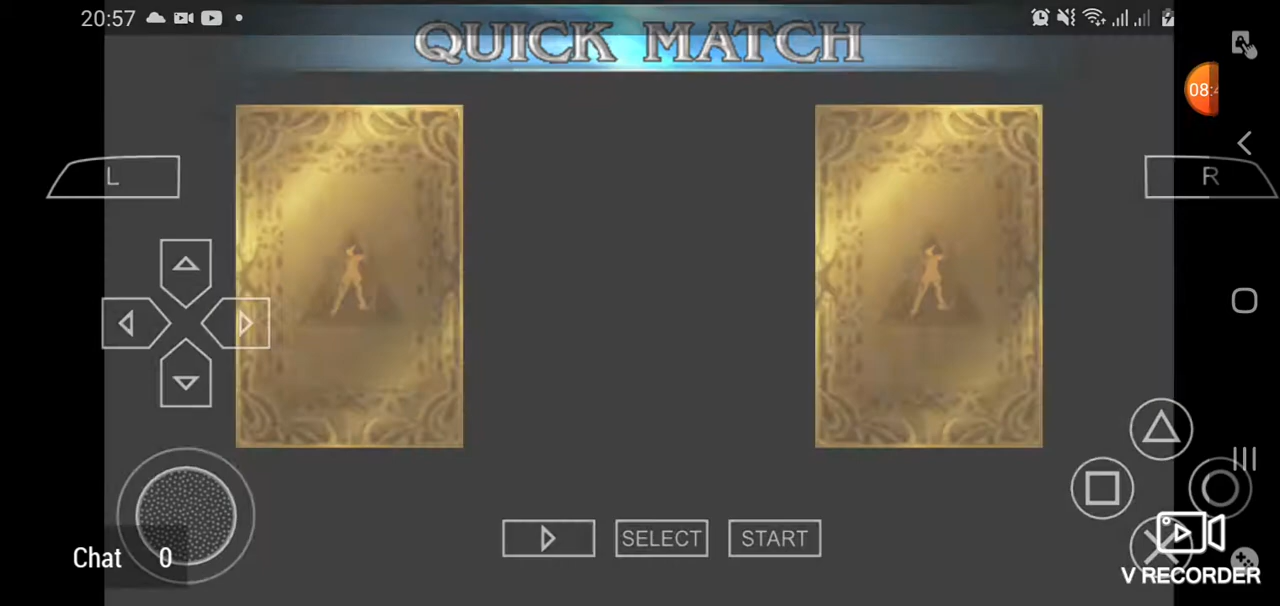 20:57
QUICK MATCH
08:4
L
R
SELECT START
Chat 0
V RECORDER